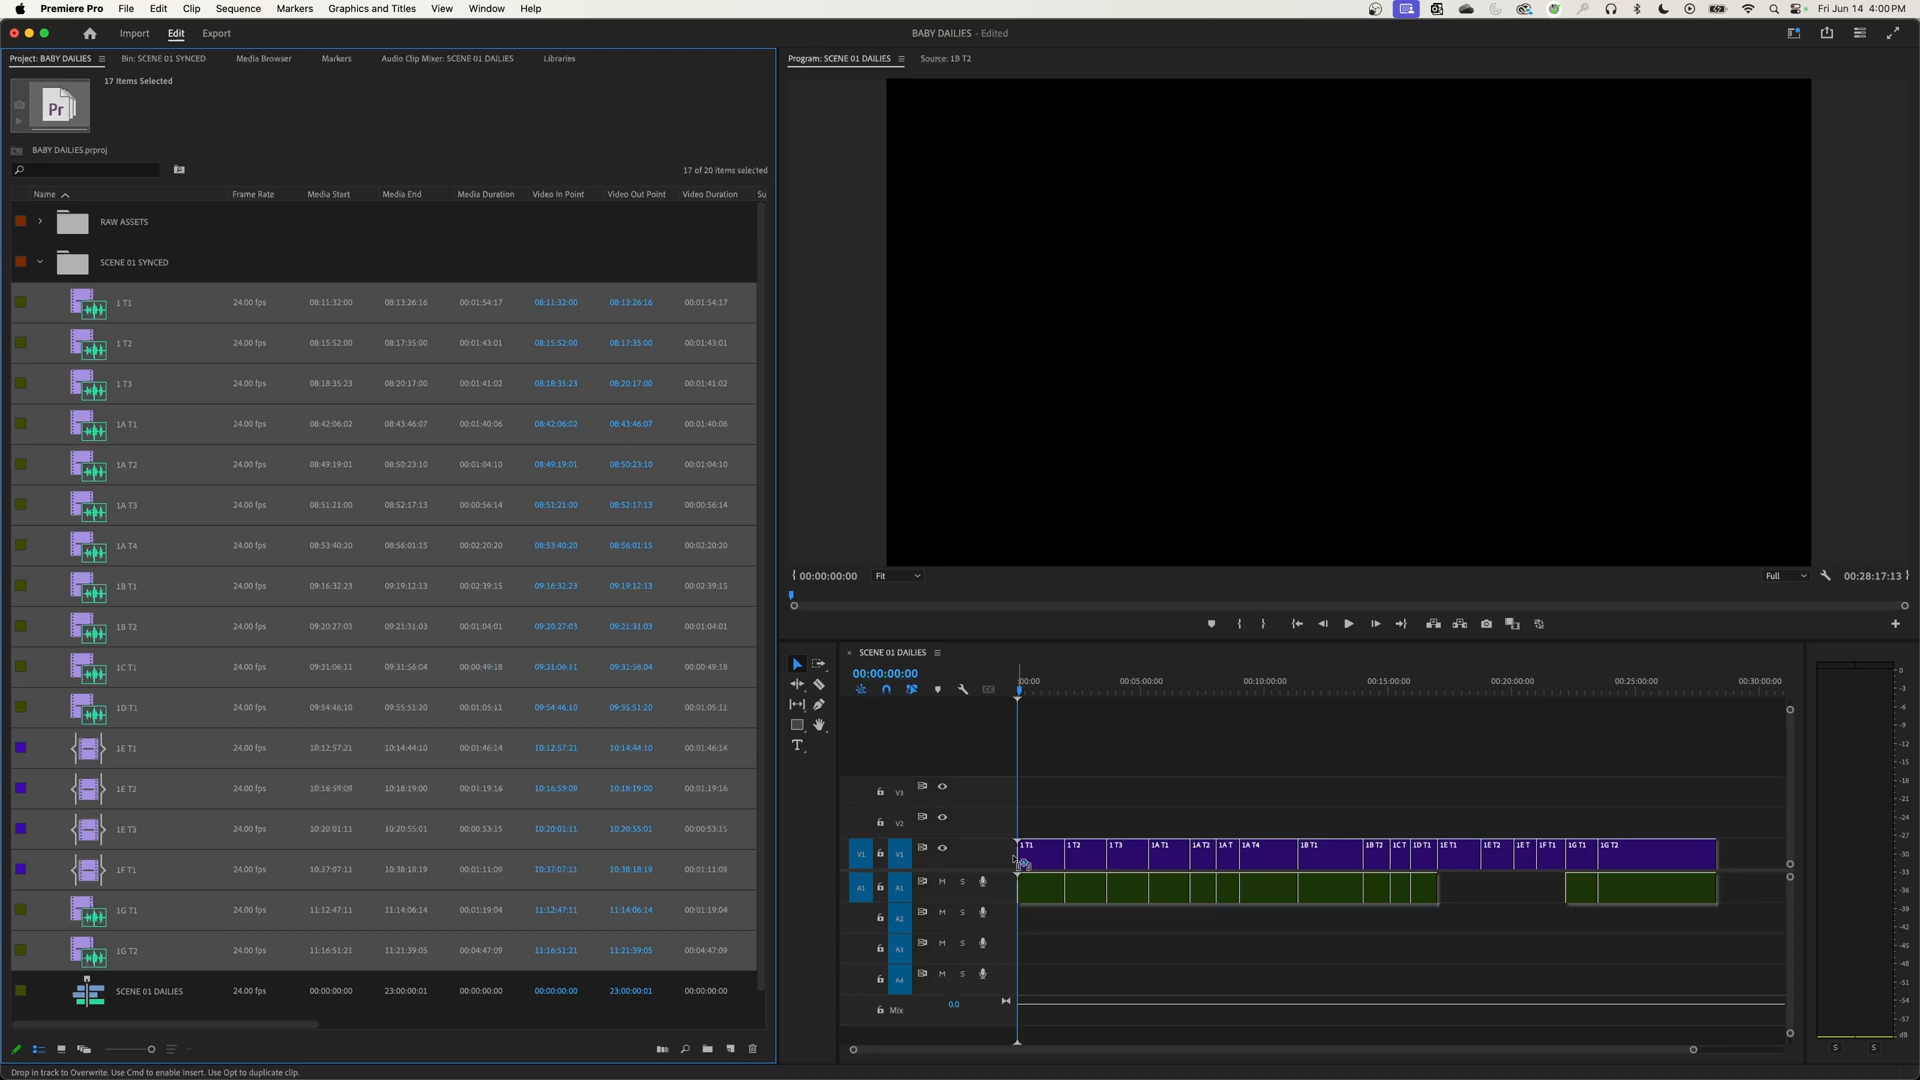 Premiere Pro File Edit Clip Sequence Markers Graphics and Titles View Window Help
Fri Jun 14 4:00 PM
Import Edit Export
BABY DAILIES - Edited
Project: BABY DAILIES Bin: SCENE 01 SYNCED Media Browser Markers Audio Clip Mixer: SCENE 01 DAILIES Libraries
17 Items Selected
Pr
BABY DAILIES.prproj
17 of 20 items selected
Name Frame Rate Media Start Media End Media Duration Video In Point Video Out Point Video Duration Su
RAW ASSETS
SCENE 01 SYNCED
1 T1 24.00 fps 08:11:32:00 08:13:26:16 00:01:54:17 08:11:32:00 08:13:26:16 00:01:54:17
1 T2 24.00 fps 08:15:52:00 08:17:35:00 00:01:43:01 08:15:52:00 08:17:35:00 00:01:43:01
1 T3 24.00 fps 08:18:35:23 08:20:17:00 00:01:41:02 08:18:35:23 08:20:17:00 00:01:41:02
1A T1 24.00 fps 08:42:06:02 08:43:46:07 00:01:40:06 08:42:06:02 08:43:46:07 00:01:40:06
1A T2 24.00 fps 08:49:19:01 08:50:23:10 00:01:04:10 08:49:19:01 08:50:23:10 00:01:04:10
1A T3 24.00 fps 08:51:21:00 08:52:17:13 00:00:56:14 08:51:21:00 08:52:17:13 00:00:56:14
1A T4 24.00 fps 08:53:40:20 08:56:01:15 00:02:20:20 08:53:40:20 08:56:01:15 00:02:20:20
1B T1 24.00 fps 09:16:32:23 09:19:12:13 00:02:39:15 09:16:32:23 09:19:12:13 00:02:39:15
1B T2 24.00 fps 09:20:27:03 09:21:31:03 00:01:04:01 09:20:27:03 09:21:31:03 00:01:04:01
1C T1 24.00 fps 09:31:06:11 09:31:56:04 00:00:49:18 09:31:06:11 09:31:56:04 00:00:49:18
1D T1 24.00 fps 09:54:46:10 09:55:51:20 00:01:05:11 09:54:46:10 09:55:51:20 00:01:05:11
1E T1 24.00 fps 10:12:57:21 10:14:44:10 00:01:46:14 10:12:57:21 10:14:44:10 00:01:46:14
1E T2 24.00 fps 10:16:59:09 10:18:19:00 00:01:19:16 10:16:59:09 10:18:19:00 00:01:19:16
1E T3 24.00 fps 10:20:01:11 10:20:55:01 00:00:53:15 10:20:01:11 10:20:55:01 00:00:53:15
1F T1 24.00 fps 10:37:07:11 10:38:18:19 00:01:11:09 10:37:07:11 10:38:18:19 00:01:11:09
1G T1 24.00 fps 11:12:47:11 11:14:06:14 00:01:19:04 11:12:47:11 11:14:06:14 00:01:19:04
1G T2 24.00 fps 11:16:51:21 11:21:39:05 00:04:47:09 11:16:51:21 11:21:39:05 00:04:47:09
SCENE 01 DAILIES 24.00 fps 00:00:00:00 23:00:00:01 00:00:00:00 00:00:00:00 23:00:00:01 00:00:00:00
Drop in track to Overwrite. Use Cmd to enable Insert. Use Opt to duplicate clip.
Program: SCENE 01 DAILIES Source: 1B T2
00:00:00:00 Fit Full 00:28:17:13
× SCENE 01 DAILIES
00:00:00:00
:00:00 00:05:00:00 00:10:00:00 00:15:00:00 00:20:00:00 00:25:00:00 00:30:00:00
V3
V2
V1 V1 1 T1 1 T2 1 T3 1A T1 1A T2 1A T 1A T4 1B T1 1B T2 1C T 1D T1 1E T1 1E T2 1E T 1F T1 1G T1 1G T2
A1 A1 M S
A2 M S
A3 M S
A4 M S
Mix 0.0
T
0
-3
-6
-9
-12
-15
-18
-21
-24
-27
-30
-33
-36
-39
-42
-45
-48
-51
-54
-57
dB
S S